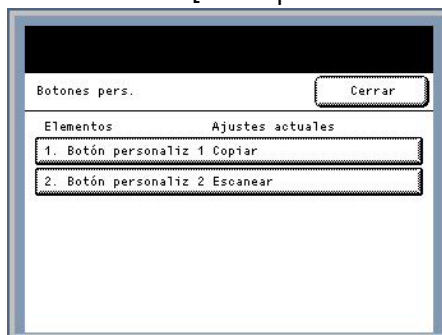 Botones pers. Cerrar
Elementos Ajustes actuales
1. Botón personaliz 1 Copiar
2. Botón personaliz 2 Escanear